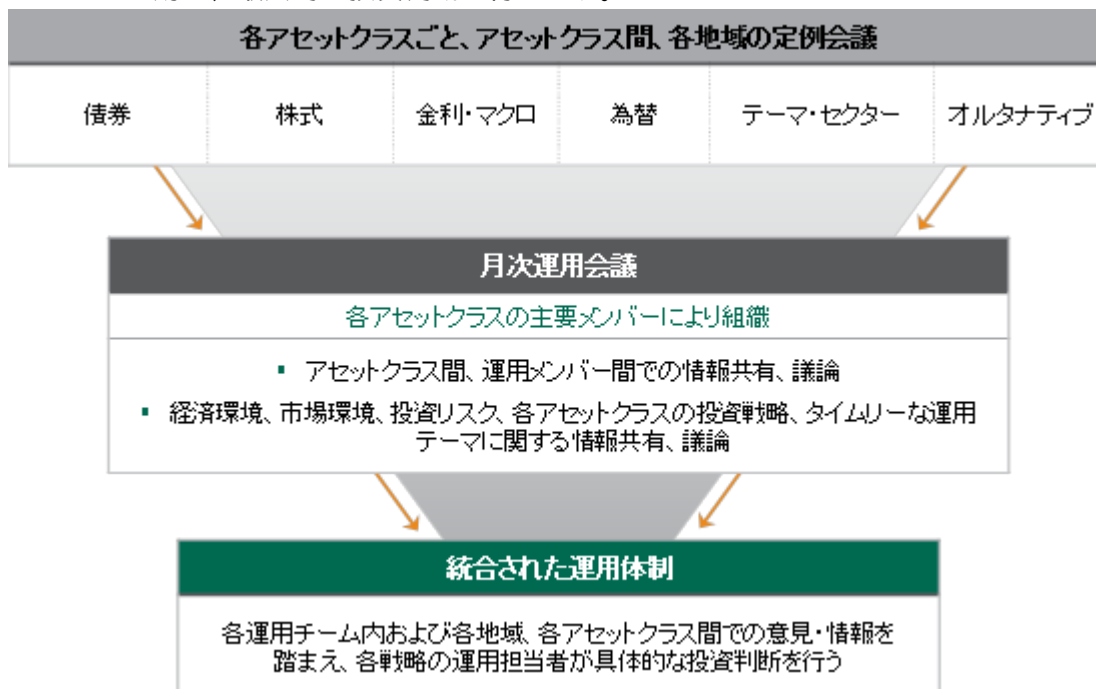 各アセットクラスごと、アセットクラス間、各地域の定例会議
債券 株式 金利・マクロ 為替 テーマ・セクター オルタナティブ
月次運用会議
各アセットクラスの主要メンバーにより組織
▪ アセットクラス間、運用メンバー間での情報共有、議論
▪ 経済環境、市場環境、投資リスク、各アセットクラスの投資戦略、タイムリーな運用
テーマに関する情報共有、議論
統合された運用体制
各運用チーム内および各地域、各アセットクラス間での意見・情報を
踏まえ、各戦略の運用担当者が具体的な投資判断を行う